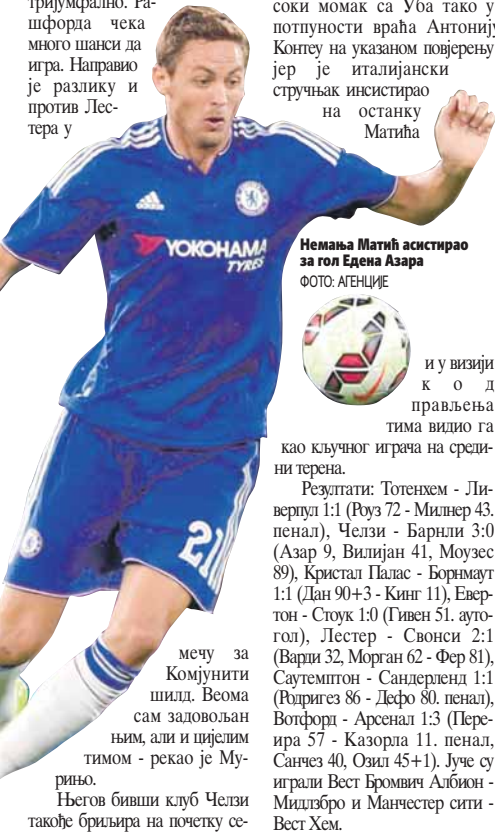 тријумфално. Ра-
шфорда чека
много шанси да
игра. Направио
је разлику и
против Лес-
тера у
мечу за
Комјунити
шилд. Веома
сам задовољан
њим, али и цијелим
тимом - рекао је Му-
рињо.
Његов бивши клуб Челзи
такође бриљира на почетку се-
соки момак са Уба тако у
потпуности враћа Антонију
Контеу на указаном повјерењу
јер је италијански
стручњак инсистирао
на останку
Матића
и у визији
код
прављења
тима видио га
као кључног играча на среди-
ни терена.
Резултати: Тотенхем - Ли-
верпул 1:1 (Роуз 72 - Милнер 43.
пенал), Челзи - Барнли 3:0
(Азар 9, Вилијан 41, Моузес
89), Кристал Палас - Борнмаут
1:1 (Дан 90+3 - Кинг 11), Евер-
тон - Стоук 1:0 (Гивен 51. ауто-
гол), Лестер - Свонси 2:1
(Варди 32, Морган 62 - Фер 81),
Саутемптон - Сандерленд 1:1
(Родригез 86 - Дефо 80. пенал),
Вотфорд - Арсенал 1:3 (Пере-
ира 57 - Казорла 11. пенал,
Санчез 40, Озил 45+1). Јуче су
играли Вест Бромвич Албион -
Мидлзбро и Манчестер сити -
Вест Хем.
Немања Матић асистирао
за гол Едена Азара
ФОТО: АГЕНЦИЈЕ
adidas
YOKOHAMA
TYRES
21